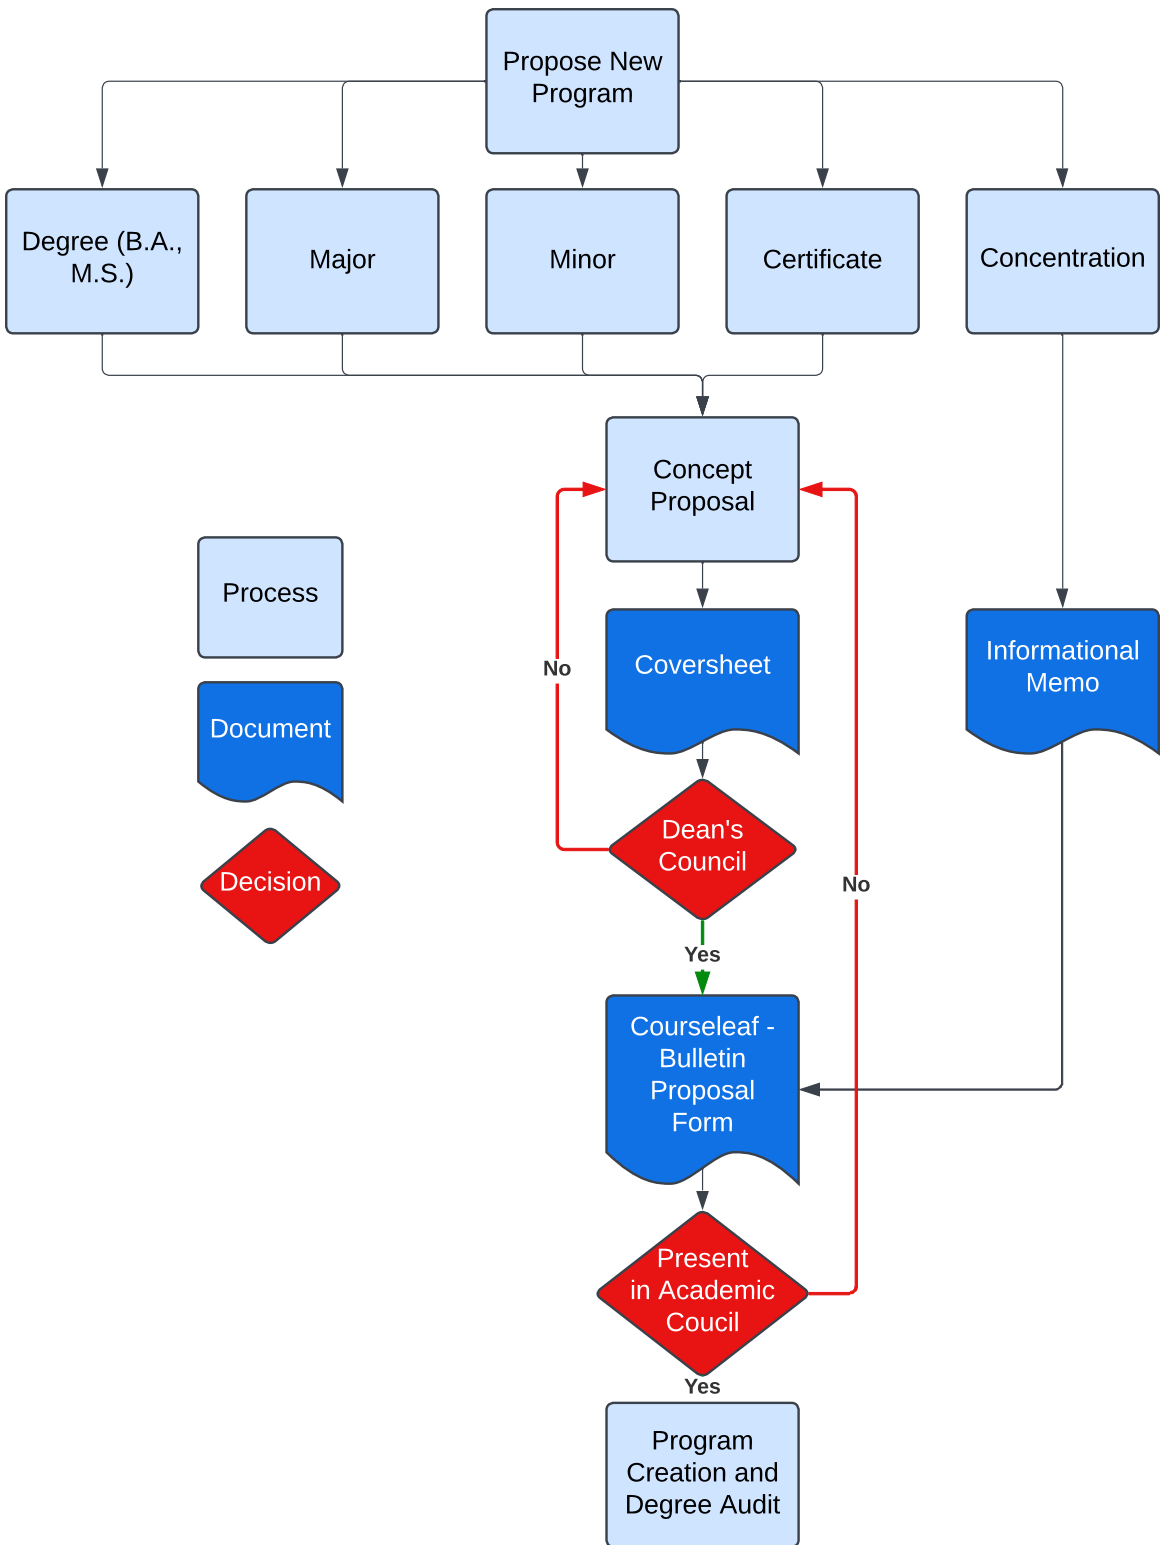 Propose New
Program
Degree (B.A.,
M.S.)
Major
Minor
Certificate
Concentration
Concept
Proposal
Process
No
Coversheet
Informational
Memo
Document
Dean's
Council
Decision
No
Yes
Courseleaf -
Bulletin
Proposal
Form
Present
in Academic
Coucil
Yes
Program
Creation and
Degree Audit